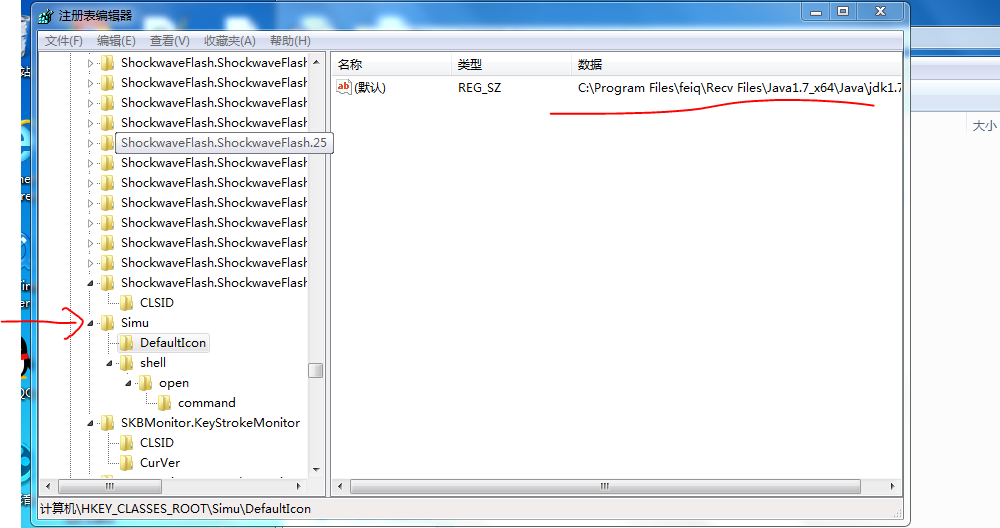 注册表编辑器
文件(F) 编辑(E) 查看(V) 收藏夹(A) 帮助(H)
名称 类型 数据
ab (默认) REG_SZ C:\Program Files\feiq\Recv Files\Java1.7_x64\Java\jdk1.7
ShockwaveFlash.ShockwaveFlash
ShockwaveFlash.ShockwaveFlash
ShockwaveFlash.ShockwaveFlash
ShockwaveFlash.ShockwaveFlash
ShockwaveFlash.ShockwaveFlash.25
ShockwaveFlash.ShockwaveFlash
ShockwaveFlash.ShockwaveFlash
ShockwaveFlash.ShockwaveFlash
ShockwaveFlash.ShockwaveFlash
ShockwaveFlash.ShockwaveFlash
ShockwaveFlash.ShockwaveFlash
ShockwaveFlash.ShockwaveFlash
CLSID
Simu
DefaultIcon
shell
open
command
SKBMonitor.KeyStrokeMonitor
CLSID
CurVer
计算机\HKEY_CLASSES_ROOT\Simu\DefaultIcon
大小